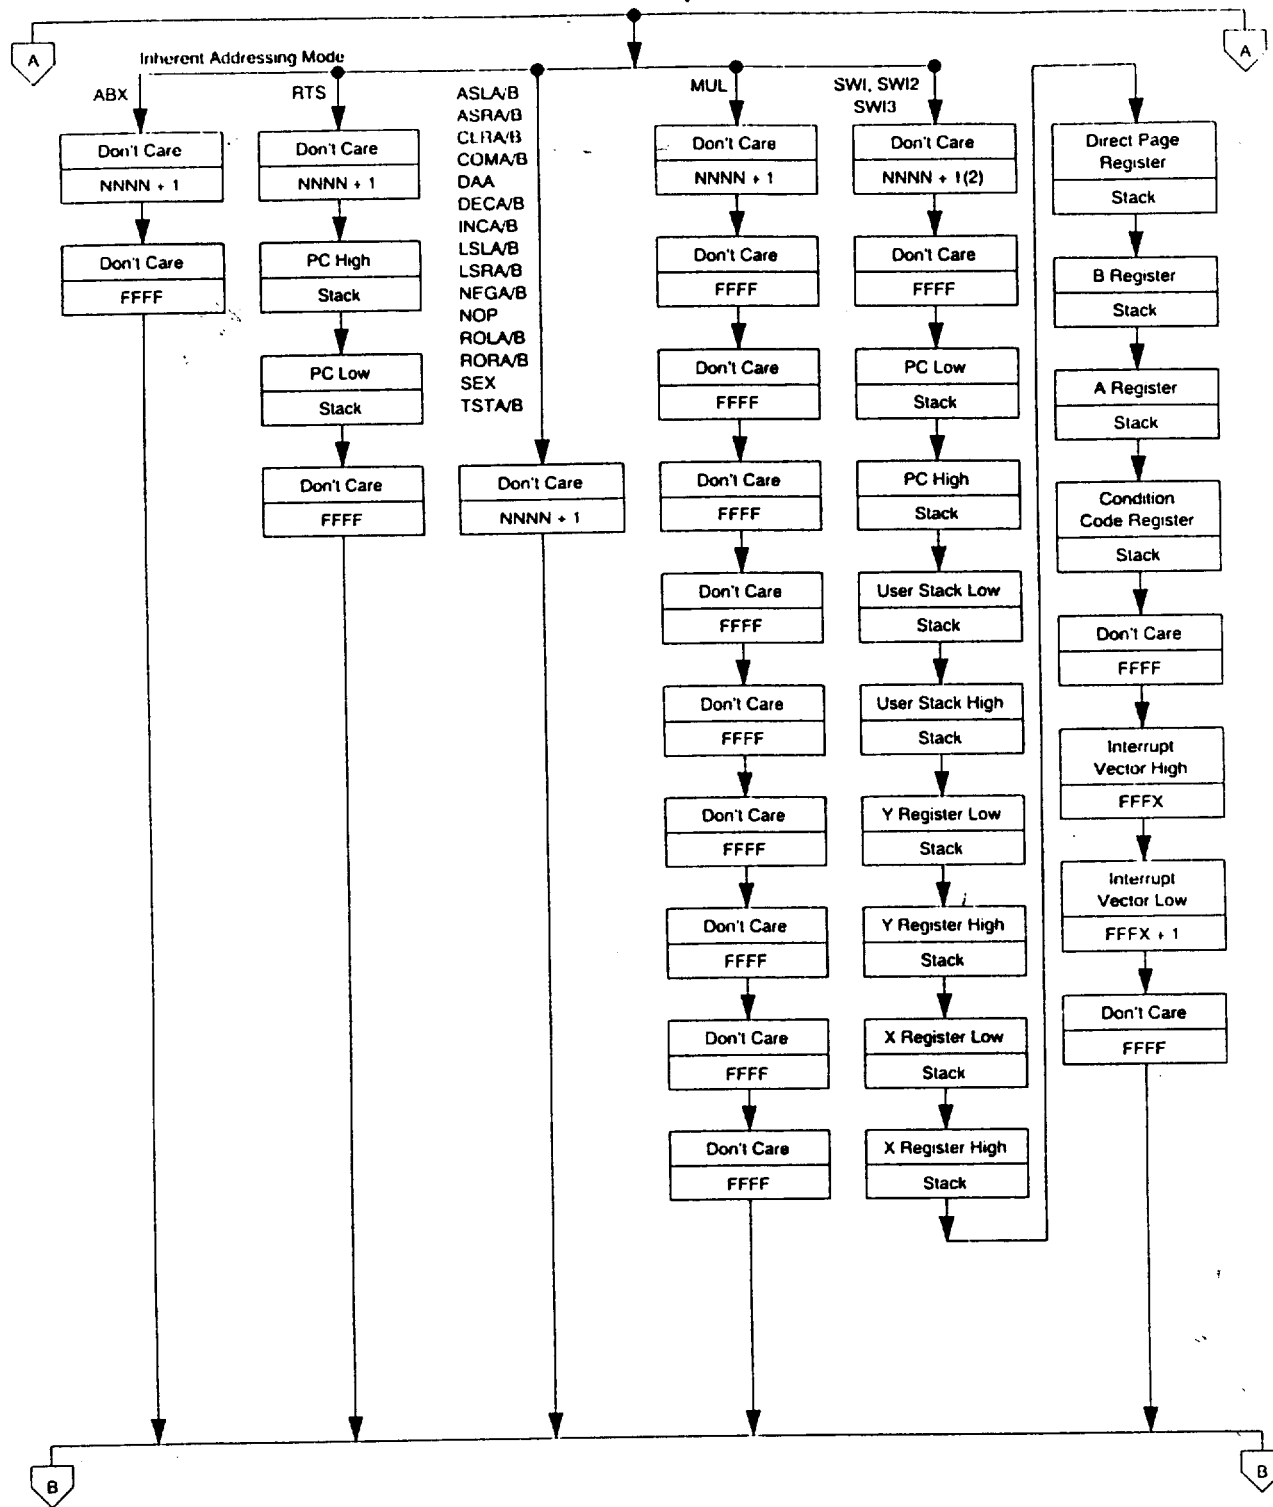 A
A
Inherent Addressing Mode
ABX
Don't Care
NNNN + 1
Don't Care
FFFF
RTS
Don't Care
NNNN + 1
PC High
Stack
PC Low
Stack
Don't Care
FFFF
ASLA/B
ASRA/B
CLRA/B
COMA/B
DAA
DECA/B
INCA/B
LSLA/B
LSRA/B
NEGA/B
NOP
ROLA/B
RORA/B
SEX
TSTA/B
Don't Care
NNNN + 1
MUL
Don't Care
NNNN + 1
Don't Care
FFFF
Don't Care
FFFF
Don't Care
FFFF
Don't Care
FFFF
Don't Care
FFFF
Don't Care
FFFF
Don't Care
FFFF
Don't Care
FFFF
Don't Care
FFFF
SWI, SWI2
SWI3
Don't Care
NNNN + 1(2)
Don't Care
FFFF
PC Low
Stack
PC High
Stack
User Stack Low
Stack
User Stack High
Stack
Y Register Low
Stack
Y Register High
Stack
X Register Low
Stack
X Register High
Stack
Direct Page
Register
Stack
B Register
Stack
A Register
Stack
Condition
Code Register
Stack
Don't Care
FFFF
Interrupt
Vector High
FFFX
Interrupt
Vector Low
FFFX + 1
Don't Care
FFFF
B
B